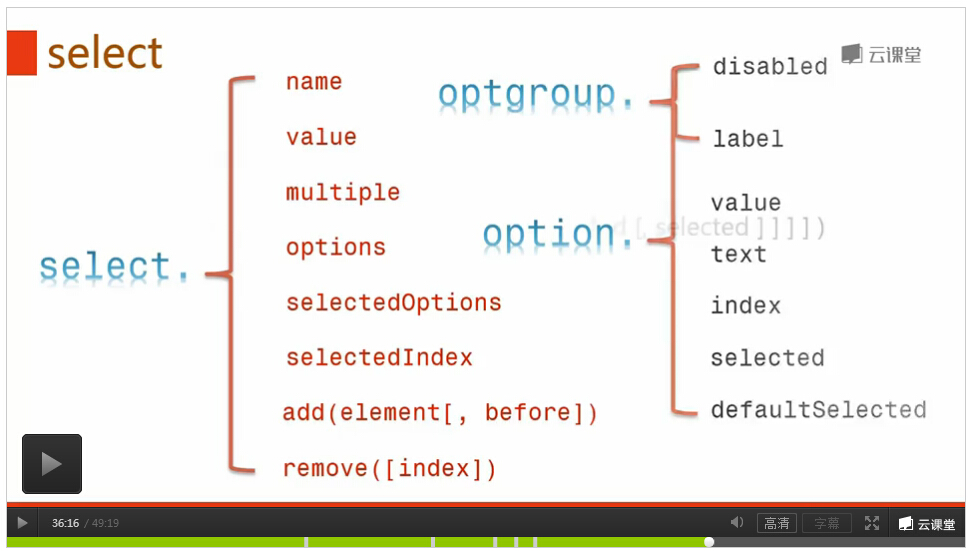 select
云课堂
select.
name
value
multiple
options
selectedOptions
selectedIndex
add(element[, before])
remove([index])
optgroup.
disabled
label
option.
value
[, selected ]]]]])
text
index
selected
defaultSelected
36:16 / 49:19
高清
字幕
云课堂